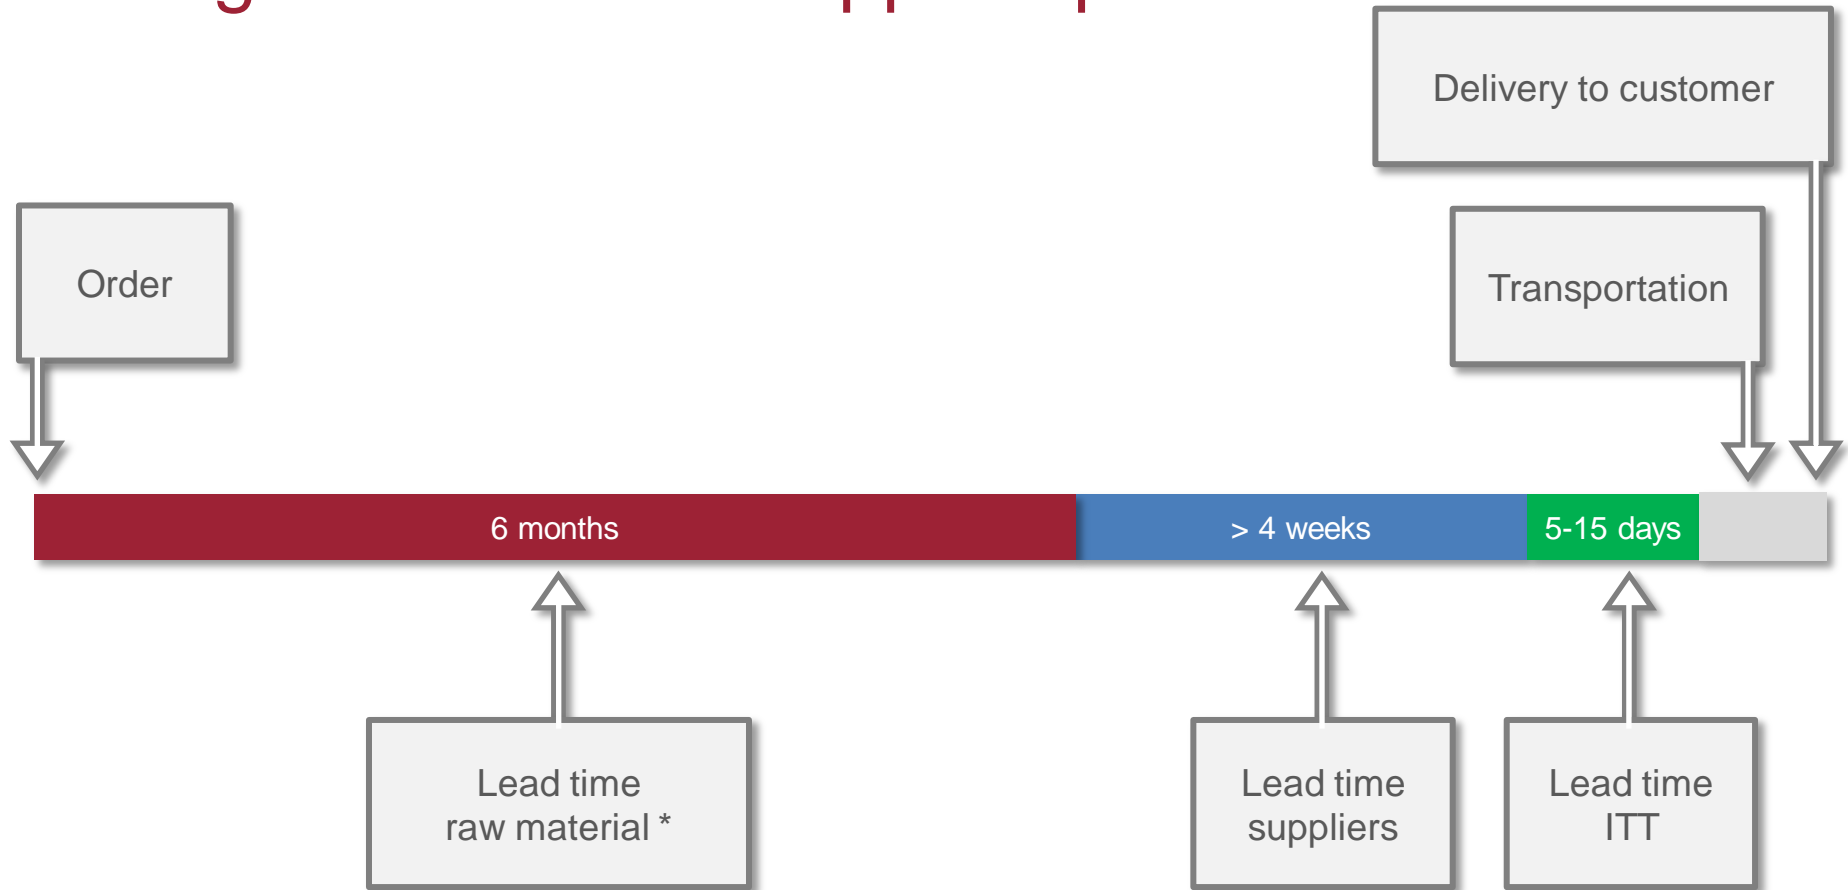 Delivery to customer
Order
Transportation
6 months
> 4 weeks
5-15 days
Lead time
raw material *
Lead time
suppliers
Lead time
ITT